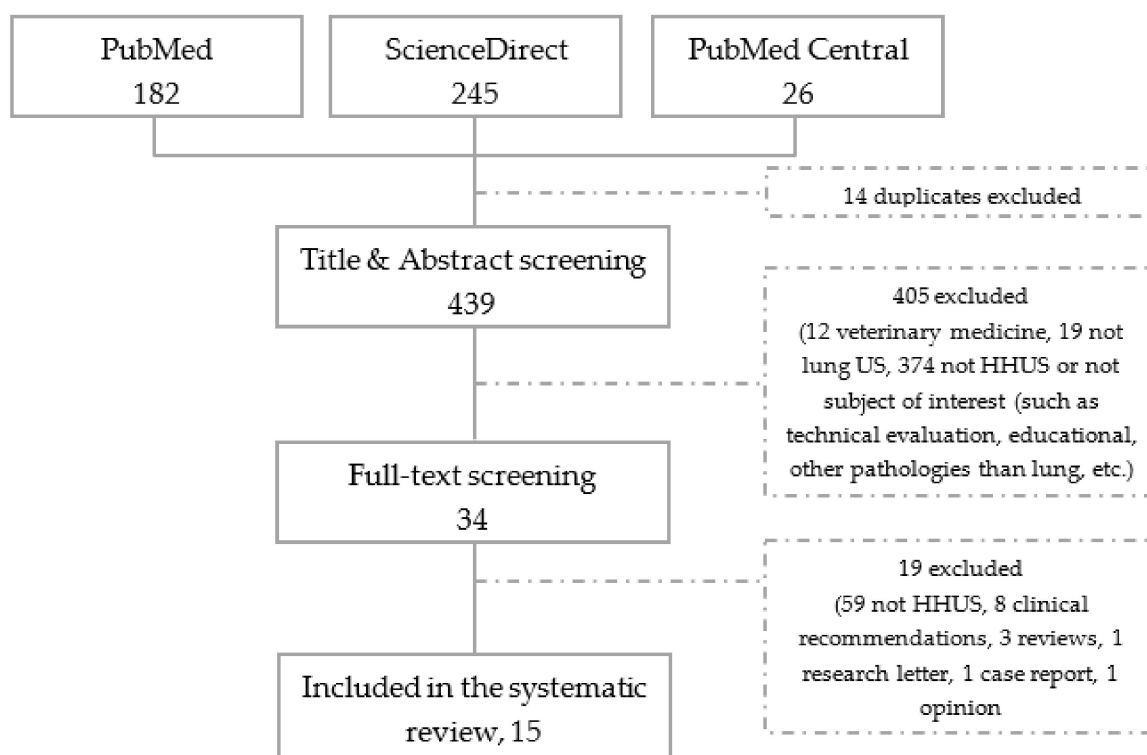 PubMed
182
ScienceDirect
245
PubMed Central
26
14 duplicates excluded
Title & Abstract screening
439
405 excluded
(12 veterinary medicine, 19 not
lung US, 374 not HHUS or not
subject of interest (such as
technical evaluation, educational,
other pathologies than lung, etc.)
Full-text screening
34
19 excluded
(59 not HHUS, 8 clinical
recommendations, 3 reviews, 1
research letter, 1 case report, 1
opinion
Included in the systematic
review, 15